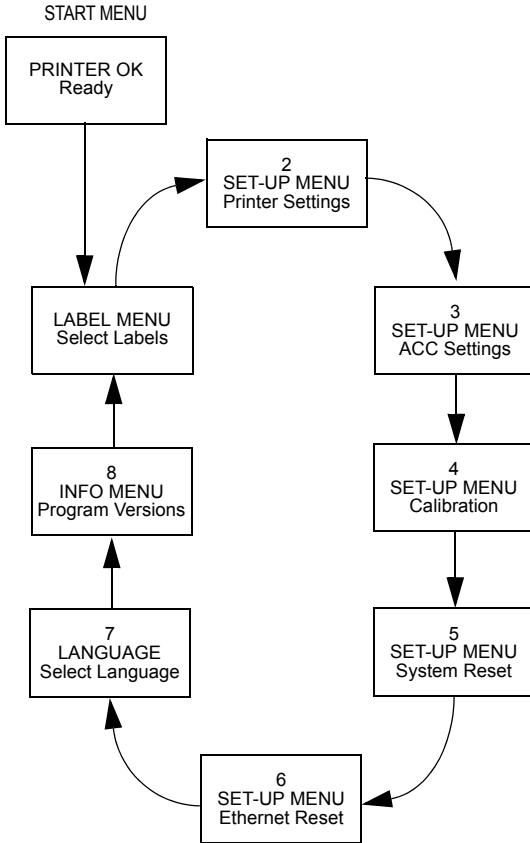 START MENU
PRINTER OK
Ready
2
SET-UP MENU
Printer Settings
LABEL MENU
Select Labels
3
SET-UP MENU
ACC Settings
8
INFO MENU
Program Versions
4
SET-UP MENU
Calibration
7
LANGUAGE
Select Language
5
SET-UP MENU
System Reset
6
SET-UP MENU
Ethernet Reset